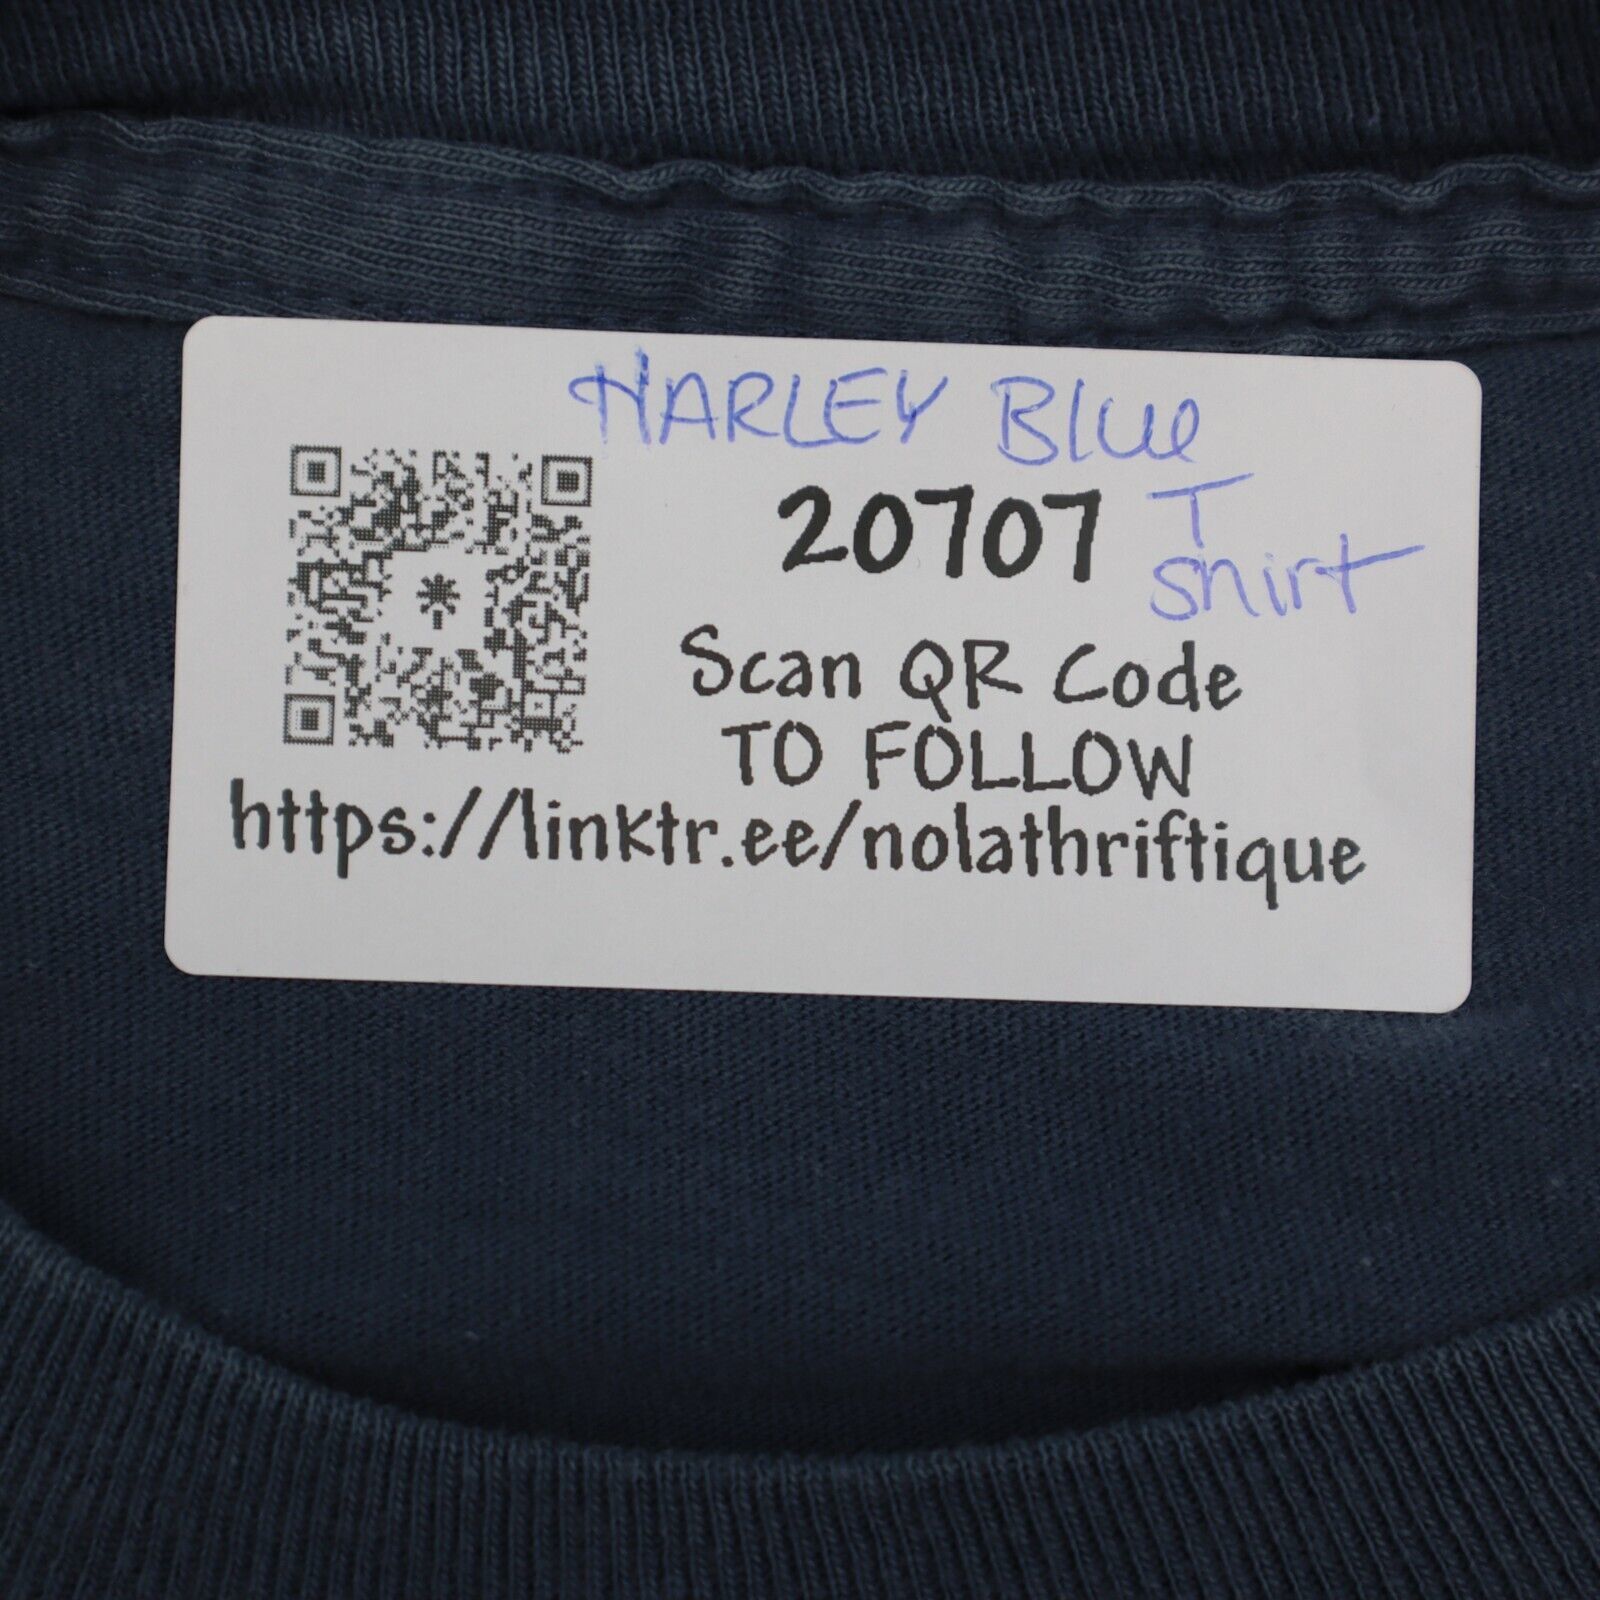 HARLEY Blue
20707 T
shirt
Scan QR Code
TO FOLLOW
https://linktr.ee/nolathriftique